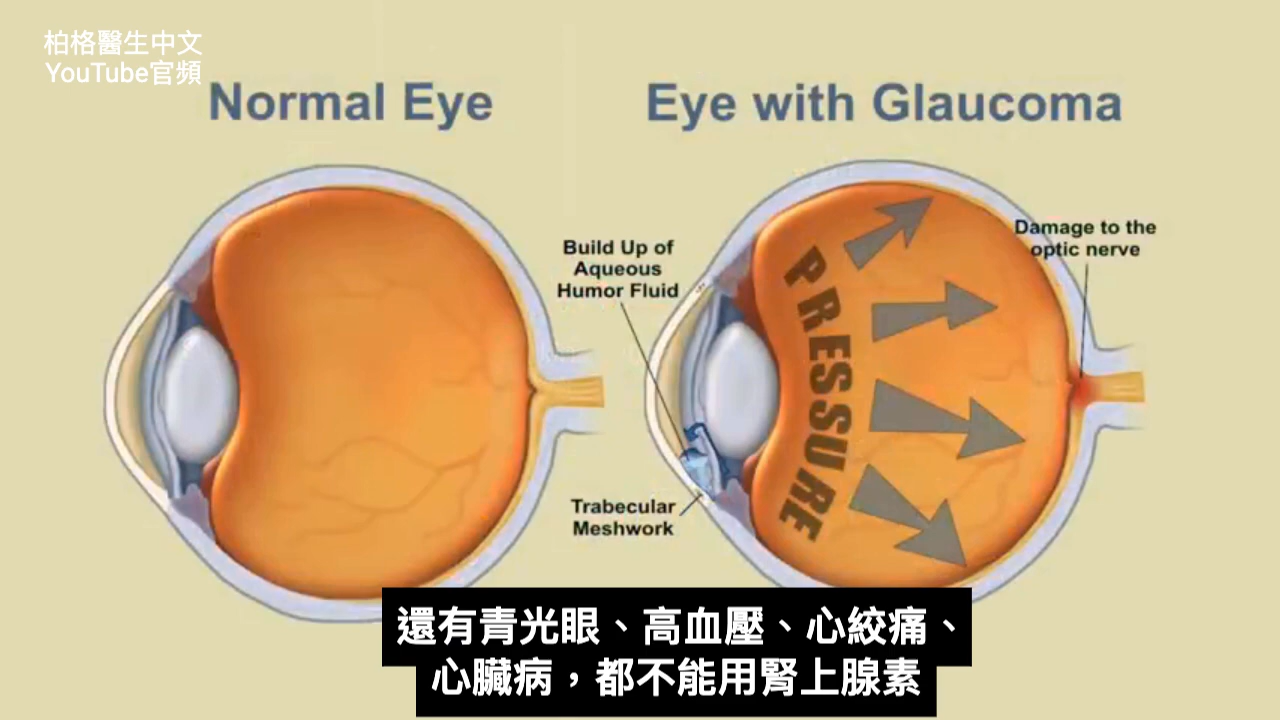 柏格醫生中文
YouTube官頻
Normal Eye
Eye with Glaucoma
Build Up of
Aqueous
Humor Fluid
Damage to the
optic nerve
PRESSURE
Trabecular
Meshwork
還有青光眼、高血壓、心絞痛、
心臟病，都不能用腎上腺素